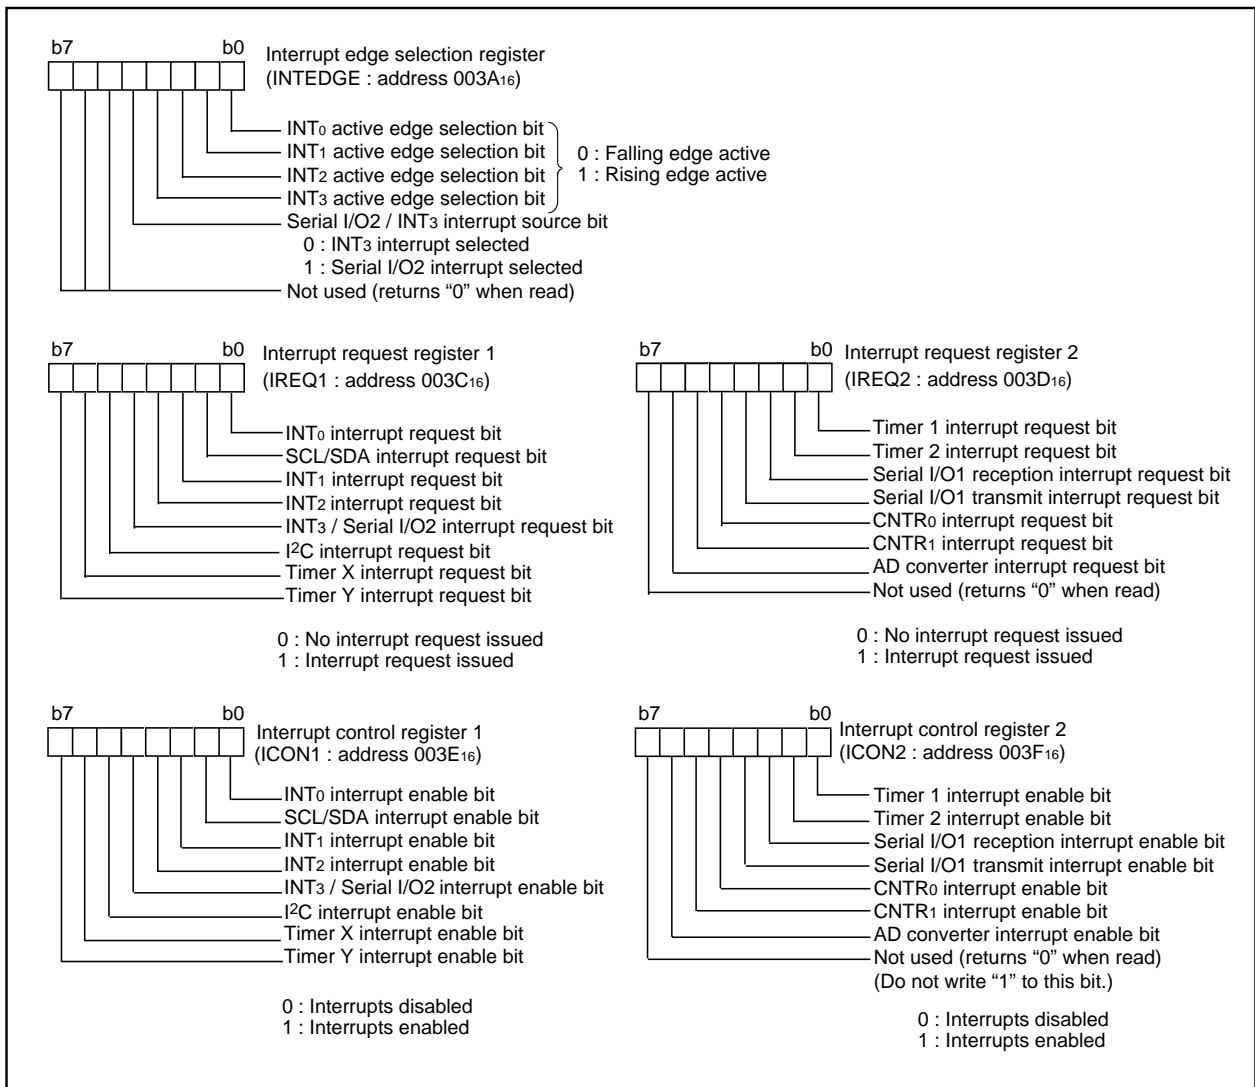 b7 b0
Interrupt edge selection register
(INTEDGE : address 003A16)
INT0 active edge selection bit
INT1 active edge selection bit
INT2 active edge selection bit
INT3 active edge selection bit
0 : Falling edge active
1 : Rising edge active
Serial I/O2 / INT3 interrupt source bit
0 : INT3 interrupt selected
1 : Serial I/O2 interrupt selected
Not used (returns “0” when read)
b7 b0
Interrupt request register 1
(IREQ1 : address 003C16)
INT0 interrupt request bit
SCL/SDA interrupt request bit
INT1 interrupt request bit
INT2 interrupt request bit
INT3 / Serial I/O2 interrupt request bit
I2C interrupt request bit
Timer X interrupt request bit
Timer Y interrupt request bit
0 : No interrupt request issued
1 : Interrupt request issued
b7 b0
Interrupt request register 2
(IREQ2 : address 003D16)
Timer 1 interrupt request bit
Timer 2 interrupt request bit
Serial I/O1 reception interrupt request bit
Serial I/O1 transmit interrupt request bit
CNTR0 interrupt request bit
CNTR1 interrupt request bit
AD converter interrupt request bit
Not used (returns “0” when read)
0 : No interrupt request issued
1 : Interrupt request issued
b7 b0
Interrupt control register 1
(ICON1 : address 003E16)
INT0 interrupt enable bit
SCL/SDA interrupt enable bit
INT1 interrupt enable bit
INT2 interrupt enable bit
INT3 / Serial I/O2 interrupt enable bit
I2C interrupt enable bit
Timer X interrupt enable bit
Timer Y interrupt enable bit
0 : Interrupts disabled
1 : Interrupts enabled
b7 b0
Interrupt control register 2
(ICON2 : address 003F16)
Timer 1 interrupt enable bit
Timer 2 interrupt enable bit
Serial I/O1 reception interrupt enable bit
Serial I/O1 transmit interrupt enable bit
CNTR0 interrupt enable bit
CNTR1 interrupt enable bit
AD converter interrupt enable bit
Not used (returns “0” when read)
(Do not write “1” to this bit.)
0 : Interrupts disabled
1 : Interrupts enabled